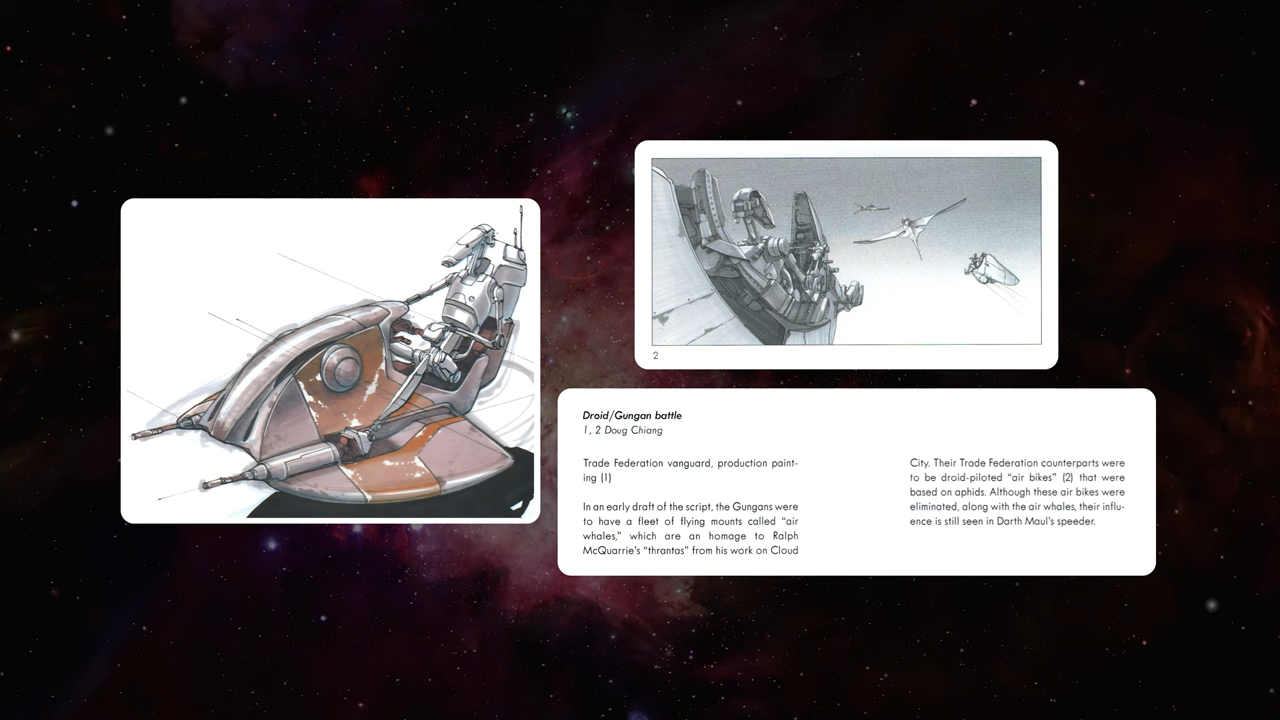 2
Droid/Gungan battle
1, 2 Doug Chiang
Trade Federation vanguard, production paint-
ing (1)
In an early draft of the script, the Gungans were
to have a fleet of flying mounts called “air
whales,” which are an homage to Ralph
McQuarrie’s “thrantas” from his work on Cloud
City. Their Trade Federation counterparts were
to be droid-piloted “air bikes” (2) that were
based on aphids. Although these air bikes were
eliminated, along with the air whales, their influ-
ence is still seen in Darth Maul’s speeder.